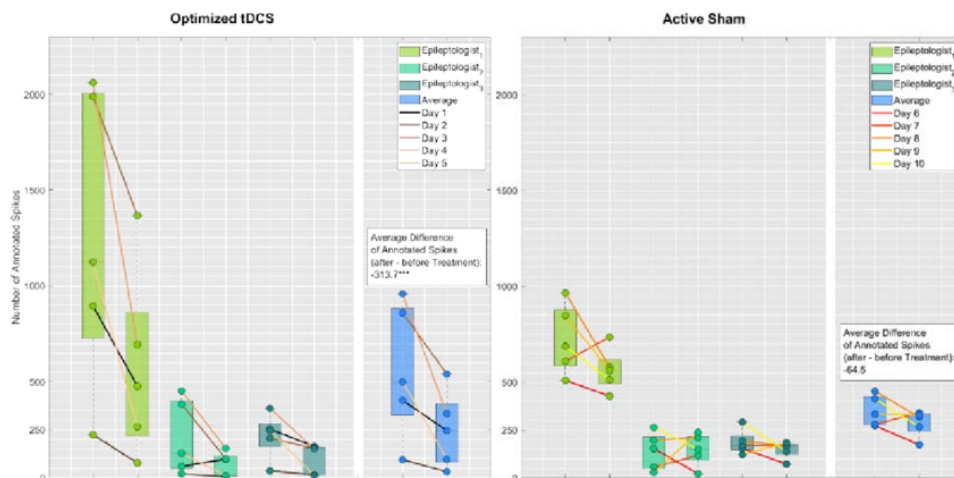 Optimized tDCS
Active Sham
Number of Annotated Spikes
2000
1500
1000
500
250
0
Epileptologist1
Epileptologist2
Epileptologist3
Average
Day 1
Day 2
Day 3
Day 4
Day 5
Average Difference
of Annotated Spikes
(after - before Treatment):
-313.7***
2000
1500
1000
500
250
0
Epileptologist1
Epileptologist2
Epileptologist3
Average
Day 6
Day 7
Day 8
Day 9
Day 10
Average Difference
of Annotated Spikes
(after - before Treatment):
-64.5